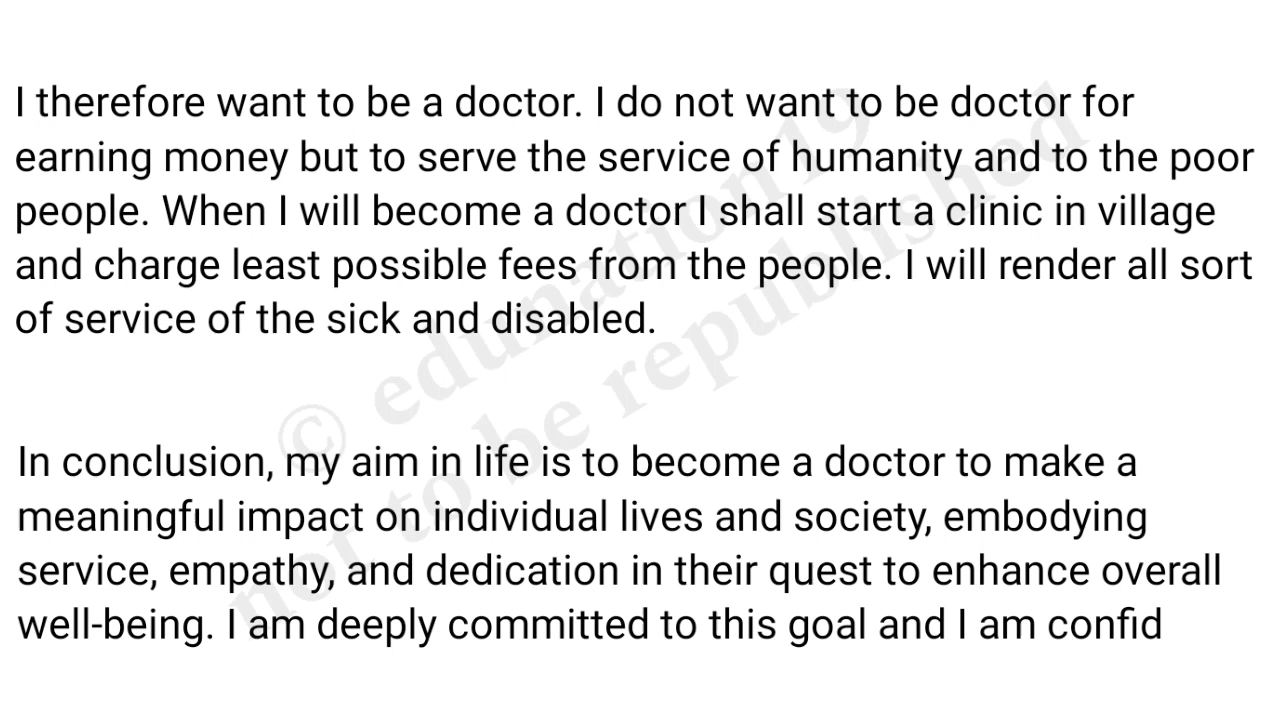 I therefore want to be a doctor. I do not want to be doctor for
earning money but to serve the service of humanity and to the poor
people. When I will become a doctor I shall start a clinic in village
and charge least possible fees from the people. I will render all sort
of service of the sick and disabled.
In conclusion, my aim in life is to become a doctor to make a
meaningful impact on individual lives and society, embodying
service, empathy, and dedication in their quest to enhance overall
well-being. I am deeply committed to this goal and I am confid
© edunation19
not to be republished